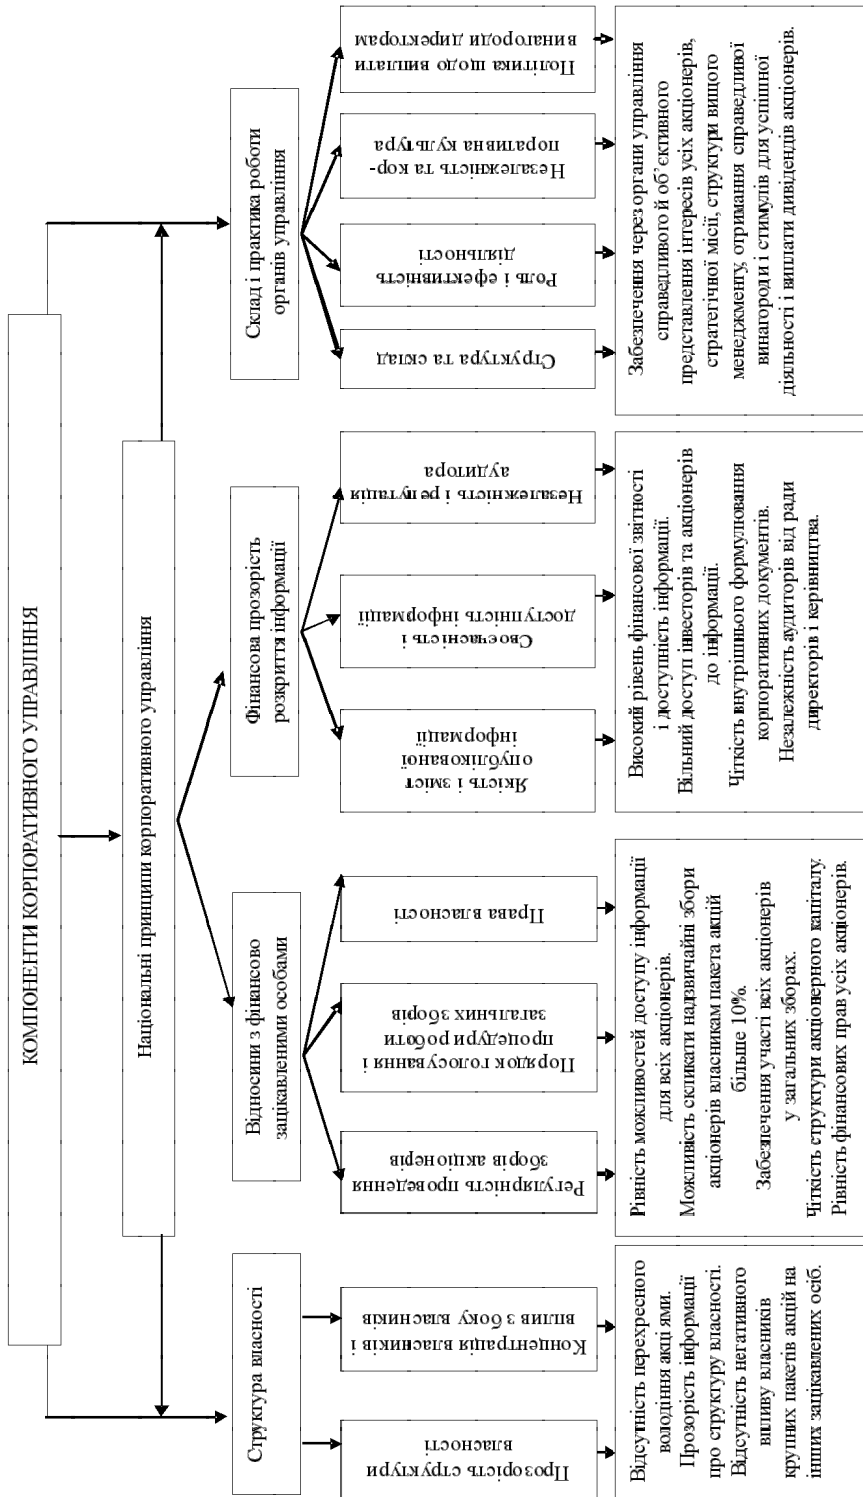 КОМПОНЕНТИ КОРПОРАТИВНОГО УПРАВЛІННЯ
Національні принципи корпоративного управління
Структура власності
Відносини з фінансово
зацікавленими особами
Фінансова прозорість
розкриття інформації
Склад і практика роботи
органів управління
Прозорість структури
власності
Концентрація власників і
вплив з боку власників
Регулярність проведення
зборів акціонерів
Порядок голосування і
процедури роботи
загальних зборів
Права власності
Якість і зміст
опублікованої
інформації
Своєчасність і
доступність інформації
Незалежність і репутація
аудитора
Структура та склад
Роль і ефективність
діяльності
Незалежність та кор-
поративна культура
Політика щодо виплати
винагороди директорам
Відсутність перехресного
володіння акці ями.
Прозорість інформації
про структуру власності.
Відсутність негативного
впливу власників
крупних пакетів акцій на
інших зацікавлених осіб.
Рівність можливостей доступу інформації
для всіх акціонерів.
Можливість скликати надзвичайні збори
акціонерів власникам пакета акцій
більше 10%.
Забезпечення участі всіх акціонерів
у загальних зборах.
Чіткість структури акціонерного капіталу.
Рівність фінансових прав усіх акціонерів.
Високий рівень фінансової звітності
і доступність інформації.
Вільний доступ інвесторів та акціонерів
до інформації.
Чіткість внутрішнього формулювання
корпоративних документів.
Незалежність аудиторів від ради
директорів і керівництва.
Забезпечення через органи управління
справедливого й об’єктивного
представлення інтересів усіх акціонерів,
стратегічної місії, структури вищого
менеджменту, отримання справедливої
винагороди і стимулів для успішної
діяльності і виплати дивідендів акціонерів.